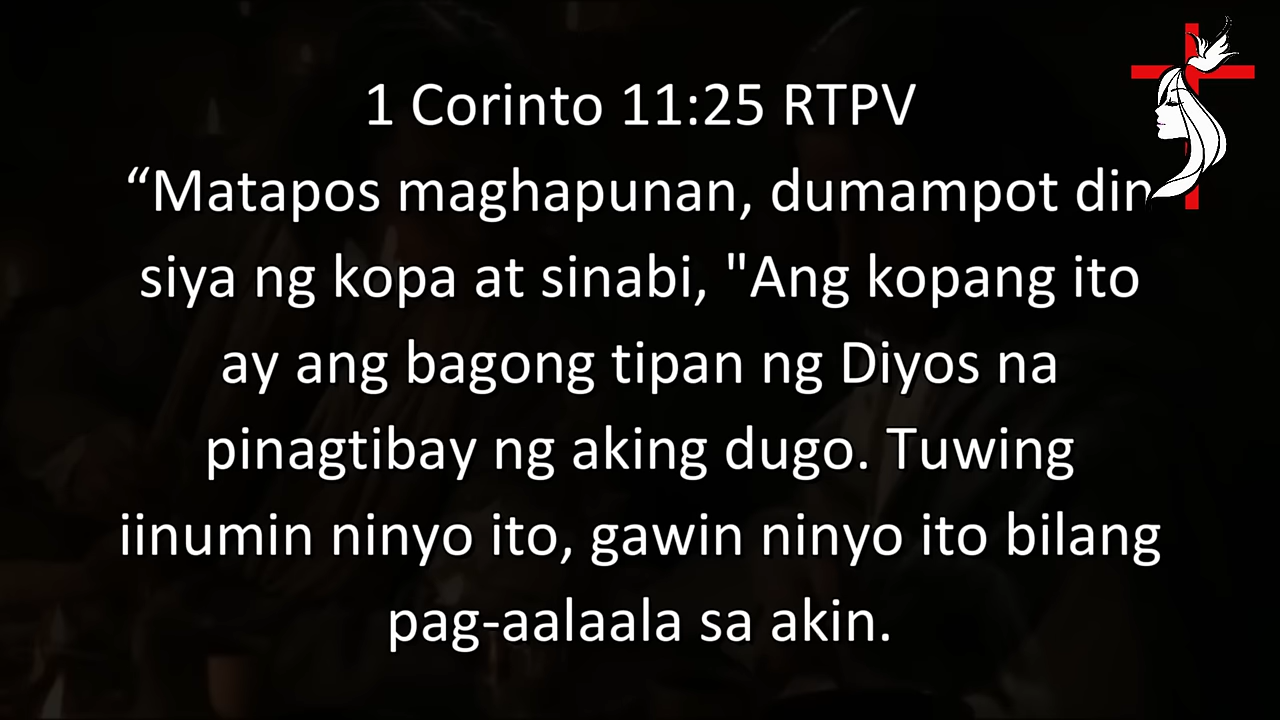 1 Corinto 11:25 RTPV
“Matapos maghapunan, dumampot din
siya ng kopa at sinabi, "Ang kopang ito
ay ang bagong tipan ng Diyos na
pinagtibay ng aking dugo. Tuwing
iinumin ninyo ito, gawin ninyo ito bilang
pag-aalaala sa akin.